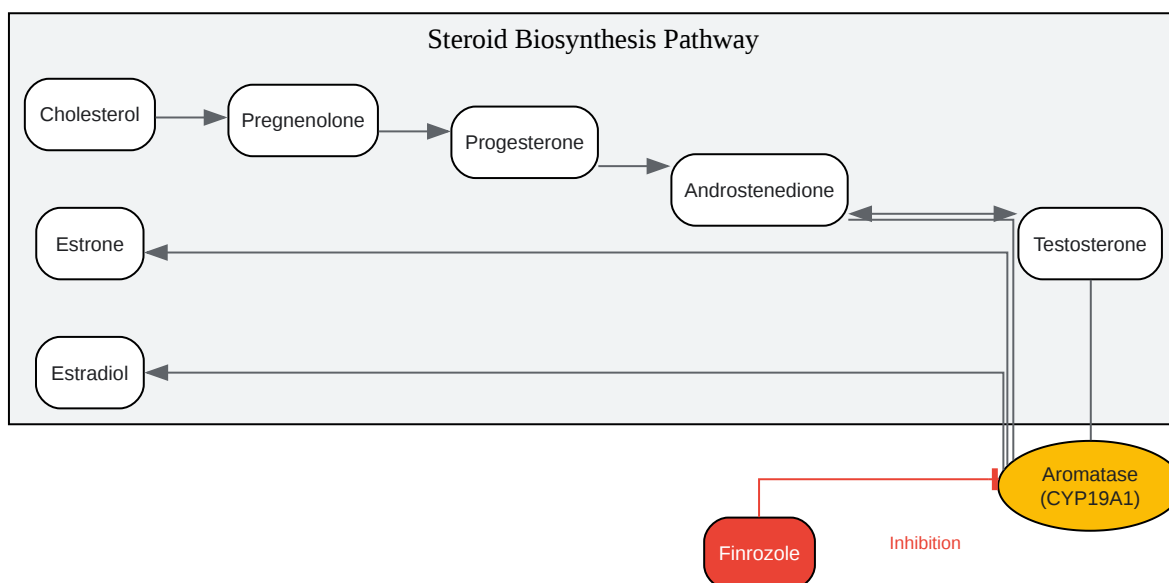 Steroid Biosynthesis Pathway
Cholesterol
Pregnenolone
Progesterone
Androstenedione
Estrone
Testosterone
Estradiol
Aromatase
(CYP19A1)
Finrozole
Inhibition